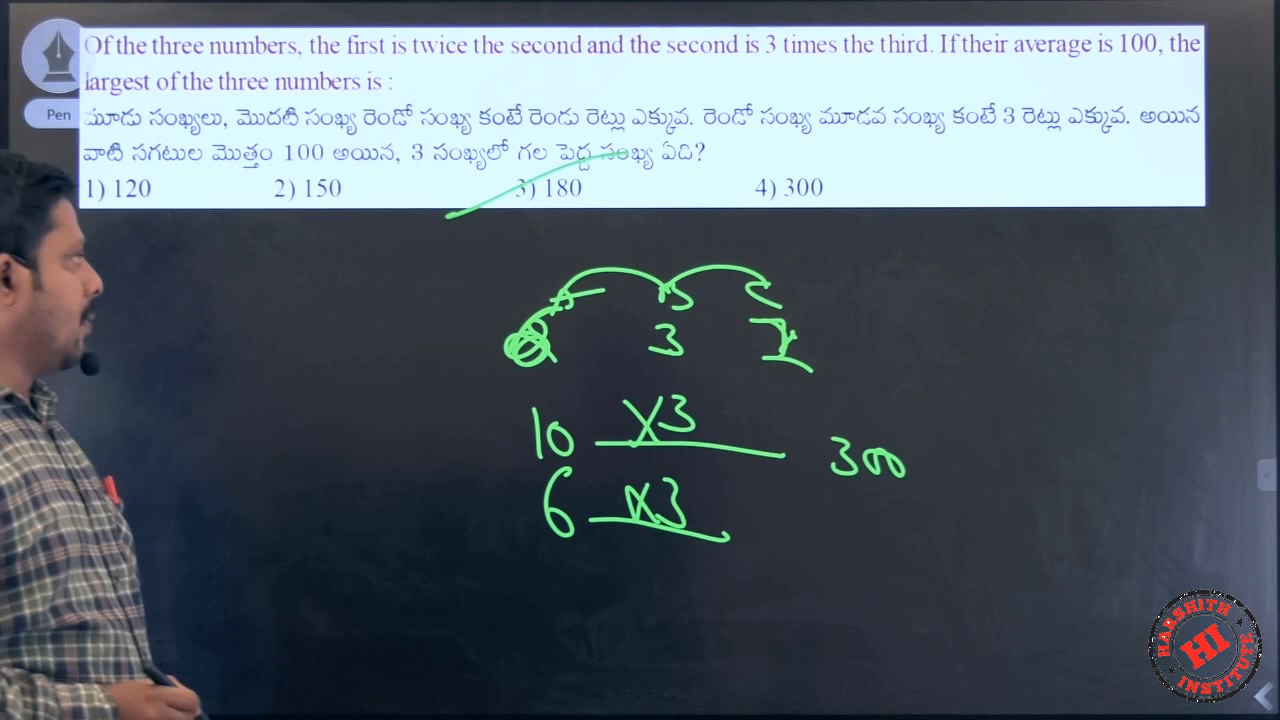 Of the three numbers, the first is twice the second and the second is 3 times the third. If their average is 100, the
largest of the three numbers is :
Pen
మూడు సంఖ్యలు, మొదటి సంఖ్య రెండో సంఖ్య కంటే రెండు రెట్లు ఎక్కువ. రెండో సంఖ్య మూడవ సంఖ్య కంటే 3 రెట్లు ఎక్కువ. అయిన
వాటి సగటుల మొత్తం 100 అయిన, 3 సంఖ్యలో గల పెద్ద సంఖ్య ఏది?
1) 120 2) 150 3) 180 4) 300
3
10 X3 300
6 X3
HARSHITH
HI
INSTITUTE